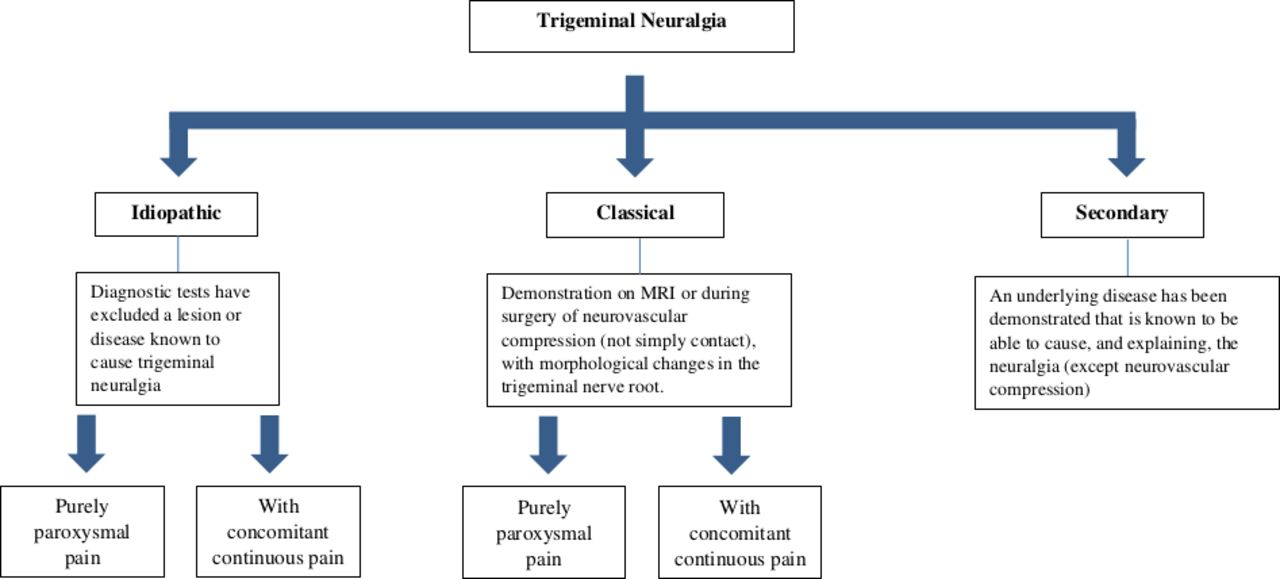 Trigeminal Neuralgia
Idiopathic
Classical
Secondary
Diagnostic tests have
excluded a lesion or
disease known to
cause trigeminal
neuralgia
Demonstration on MRI or during
surgery of neurovascular
compression (not simply contact),
with morphological changes in the
trigeminal nerve root.
An underlying disease has been
demonstrated that is known to be
able to cause, and explaining, the
neuralgia (except neurovascular
compression)
Purely
paroxysmal
pain
With
concomitant
continuous pain
Purely
paroxysmal
pain
With
concomitant
continuous pain